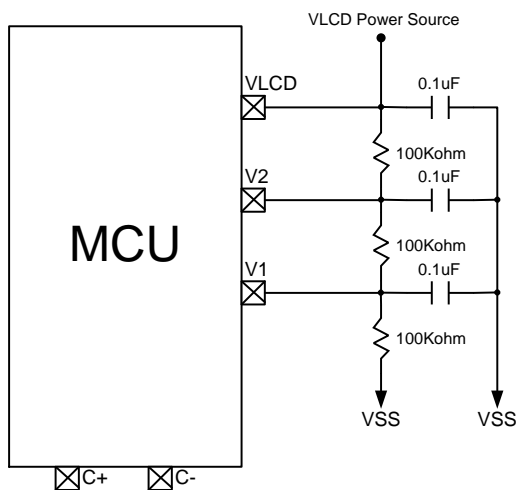 VLCD Power Source
VLCD
0.1uF
100Kohm
V2
0.1uF
MCU
100Kohm
V1
0.1uF
100Kohm
VSS
VSS
C+
C-